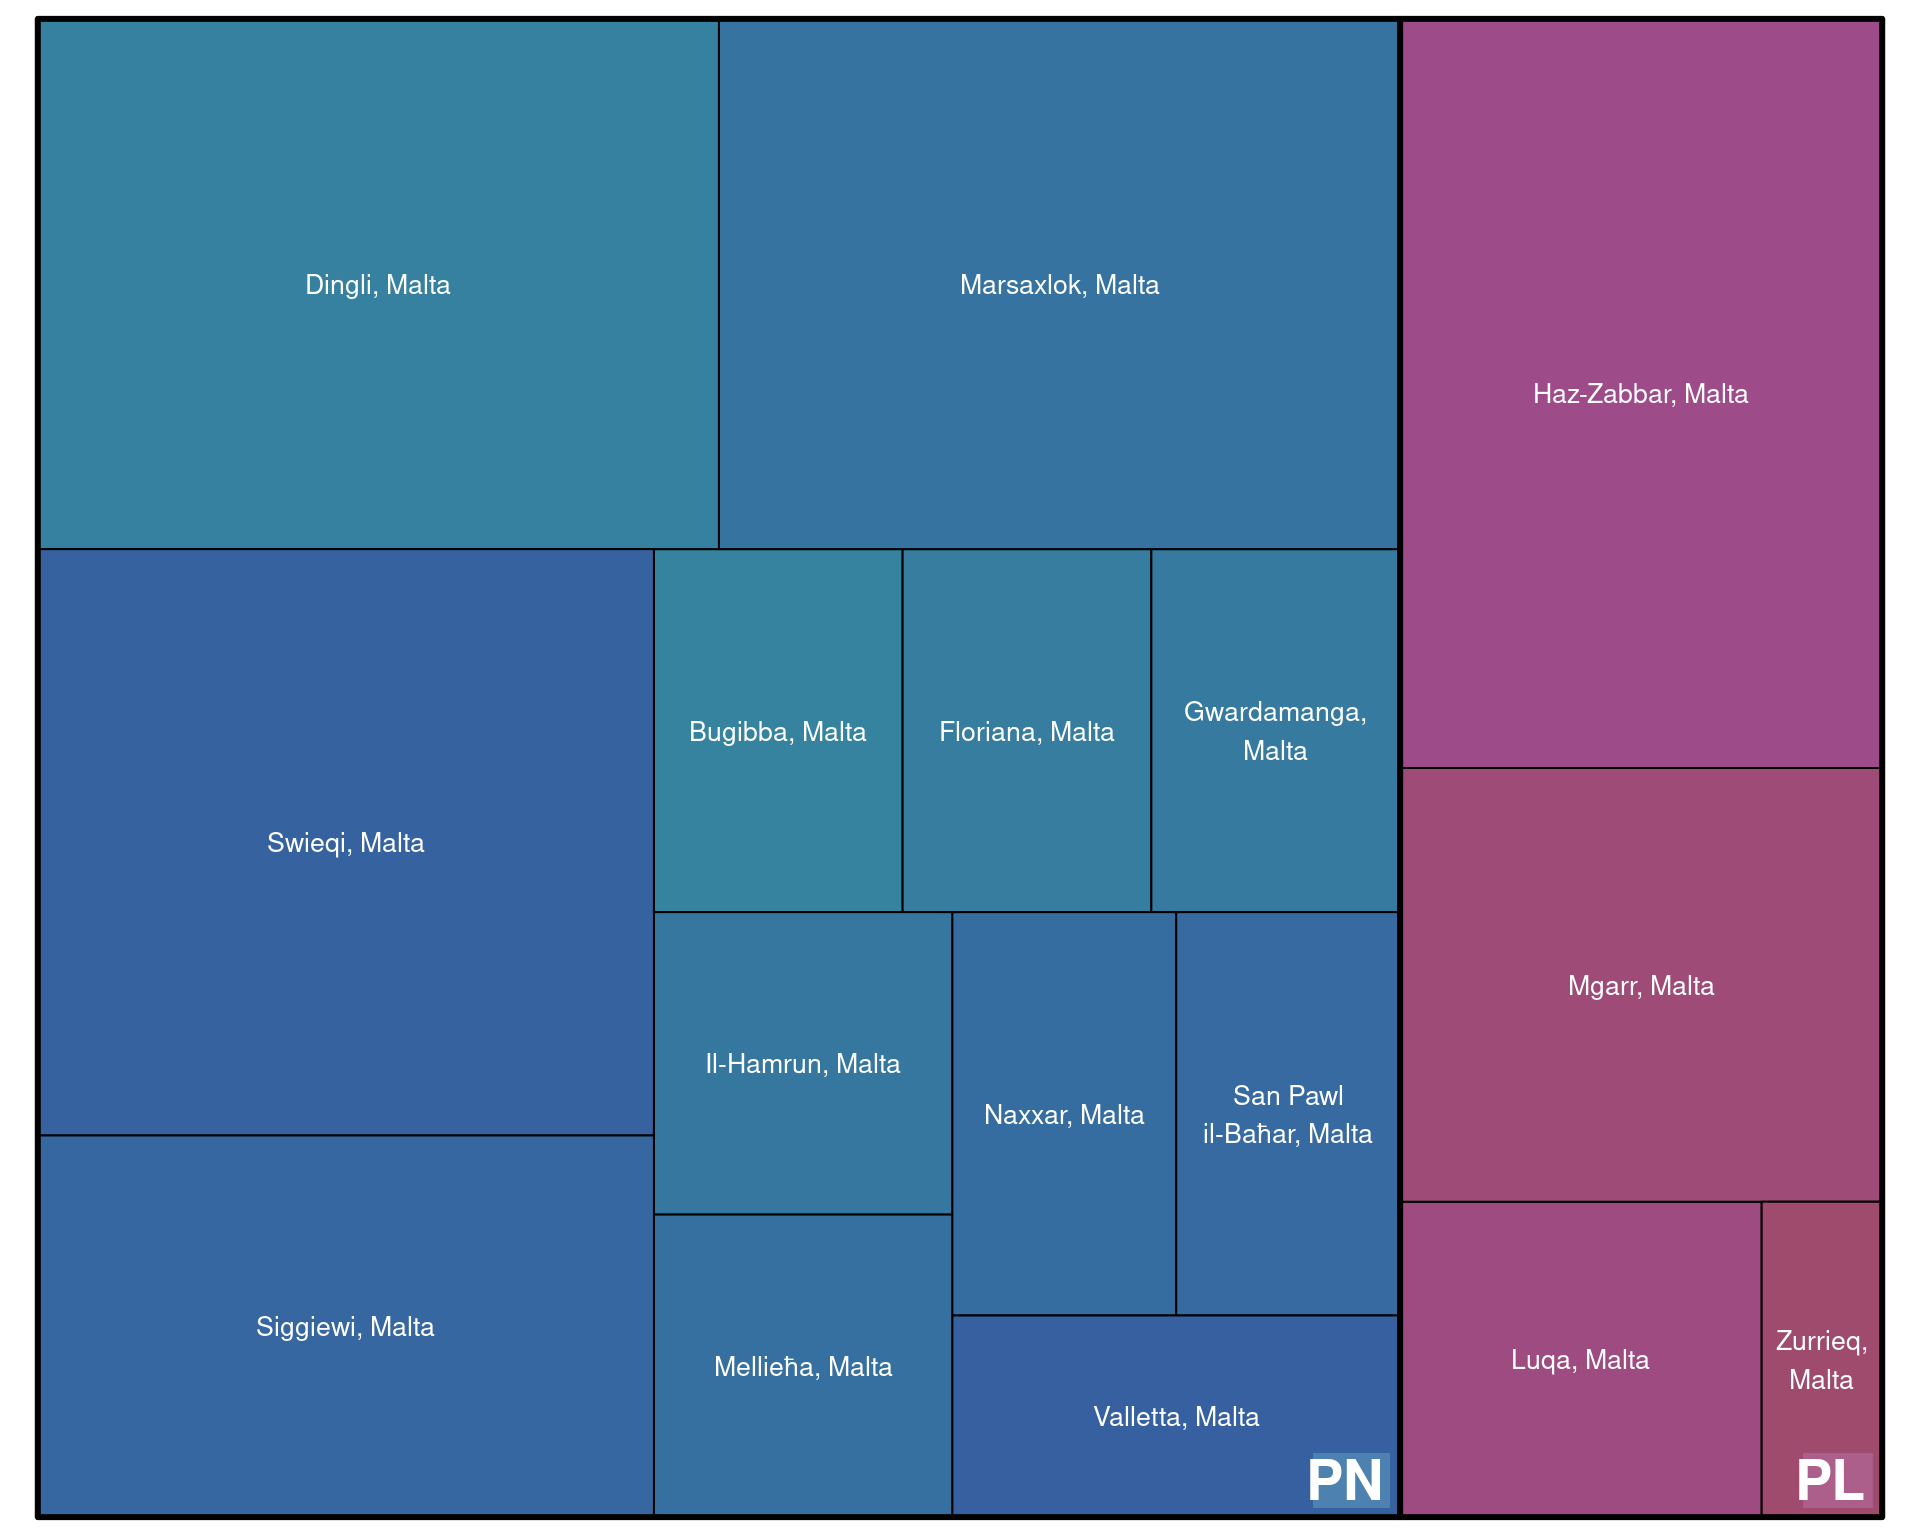 Dingli, Malta
Marsaxlok, Malta
Haz-Zabbar, Malta
Swieqi, Malta
Bugibba, Malta
Floriana, Malta
Gwardamanga,
Malta
Il-Hamrun, Malta
Naxxar, Malta
San Pawl
il-Baħar, Malta
Mgarr, Malta
Siggiewi, Malta
Mellieħa, Malta
Valletta, Malta
Luqa, Malta
Zurrieq,
Malta
PN
PL